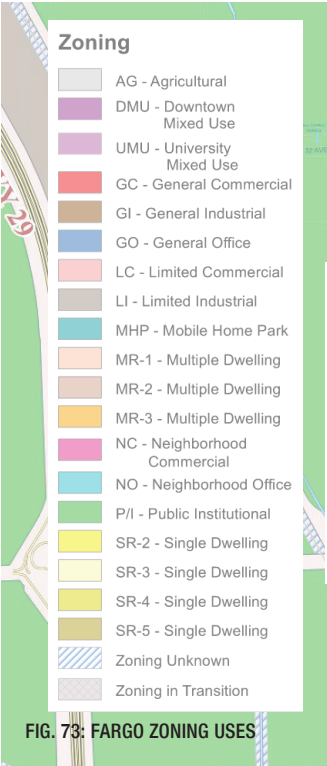 Zoning
AG - Agricultural
DMU - Downtown
Mixed Use
UMU - University
Mixed Use
GC - General Commercial
GI - General Industrial
GO - General Office
LC - Limited Commercial
LI - Limited Industrial
MHP - Mobile Home Park
MR-1 - Multiple Dwelling
MR-2 - Multiple Dwelling
MR-3 - Multiple Dwelling
NC - Neighborhood
Commercial
NO - Neighborhood Office
P/I - Public Institutional
SR-2 - Single Dwelling
SR-3 - Single Dwelling
SR-4 - Single Dwelling
SR-5 - Single Dwelling
Zoning Unknown
Zoning in Transition
29
FIG. 73: FARGO ZONING USES